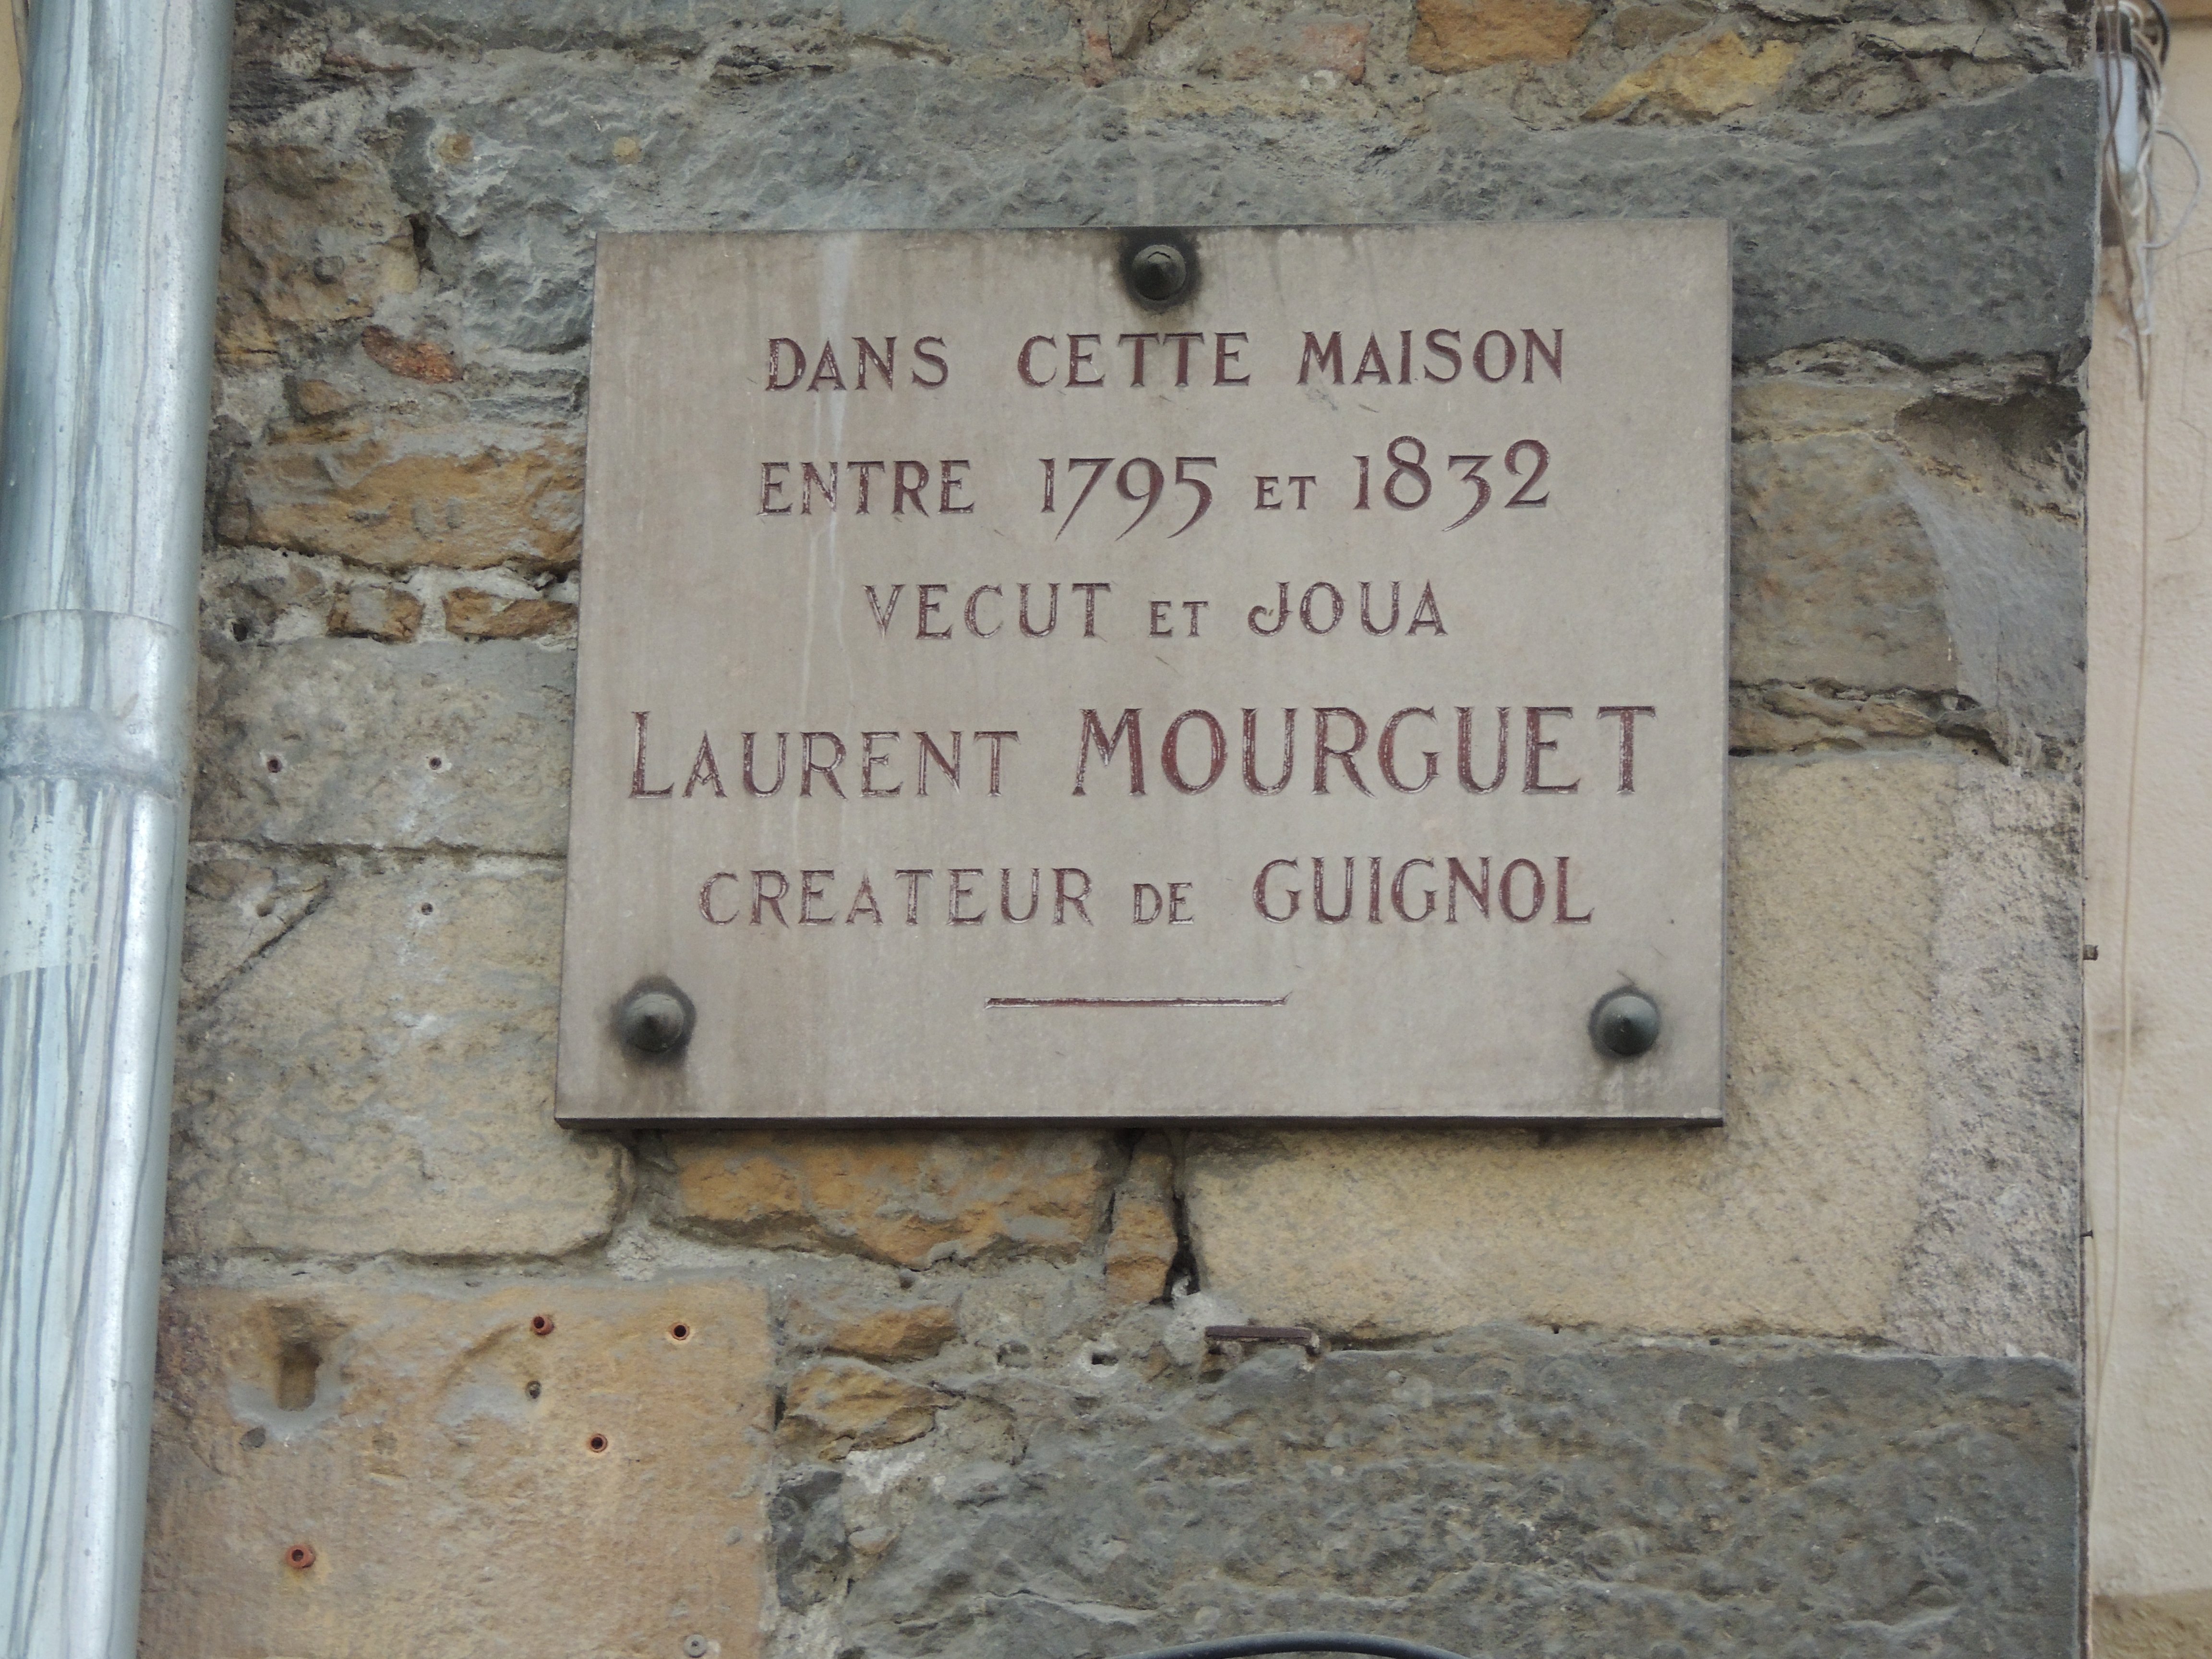 DANS CETTE MAISON
ENTRE 1795 ET 1832
VECUT ET JOUA
LAURENT MOURGUET
CREATEUR DE GUIGNOL